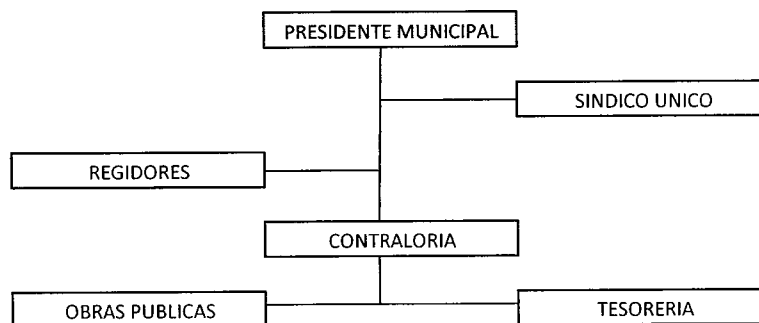 PRESIDENTE MUNICIPAL
SINDICO UNICO
REGIDORES
CONTRALORIA
OBRAS PUBLICAS
TESORERIA